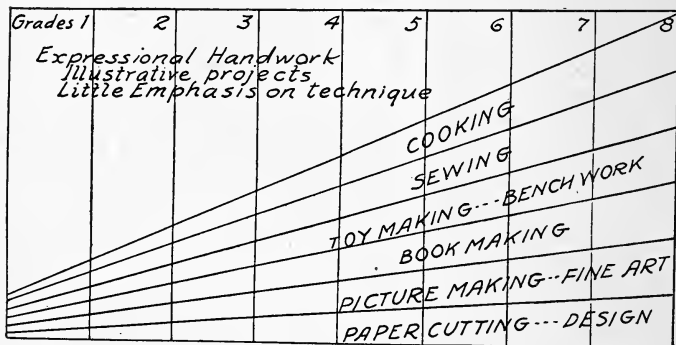 Grades 1 2 3 4 5 6 7 8
Expressional Handwork
Illustrative projects
Little Emphasis on technique
COOKING
SEWING
TOY MAKING---BENCH WORK
BOOK MAKING
PICTURE MAKING--FINE ART
PAPER CUTTING---DESIGN